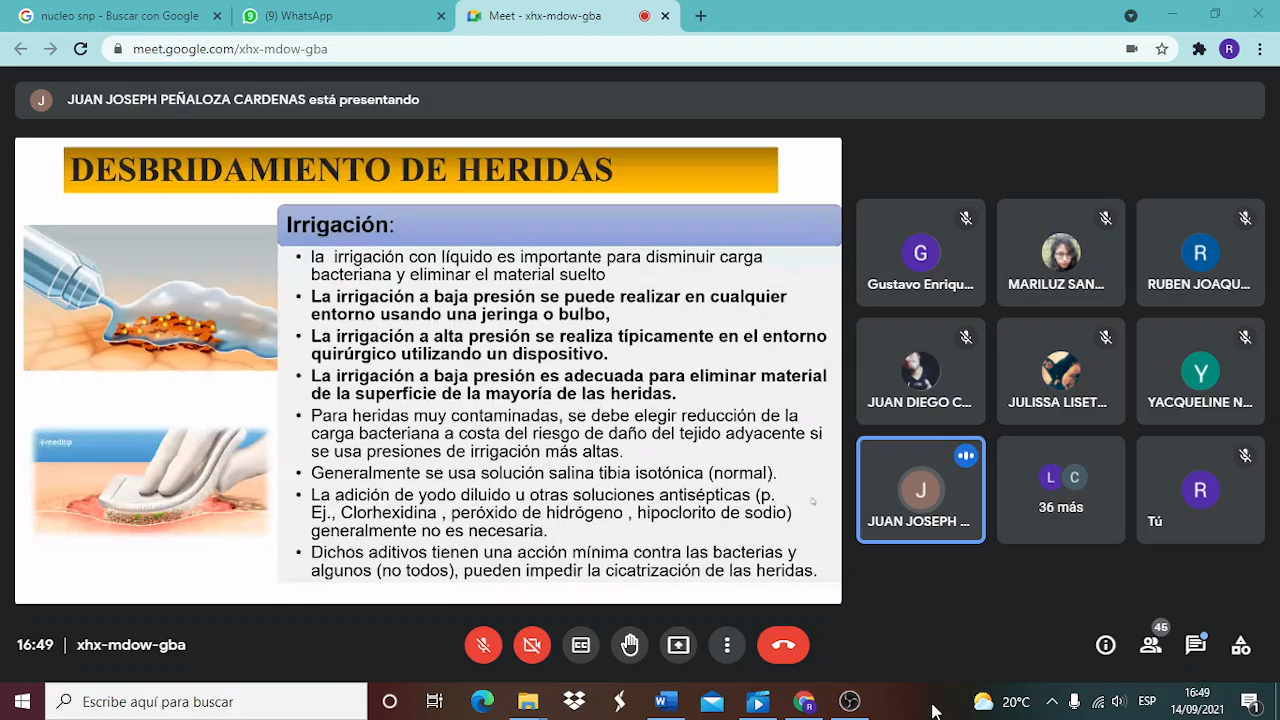 nucleo snp - Buscar con Google
(9) WhatsApp
Meet - xhx-mdow-gba
meet.google.com/xhx-mdow-gba
R
J
JUAN JOSEPH PEÑALOZA CARDENAS está presentando
DESBRIDAMIENTO DE HERIDAS
Irrigación:
• la irrigación con líquido es importante para disminuir carga
bacteriana y eliminar el material suelto
• La irrigación a baja presión se puede realizar en cualquier
entorno usando una jeringa o bulbo,
• La irrigación a alta presión se realiza típicamente en el entorno
quirúrgico utilizando un dispositivo.
• La irrigación a baja presión es adecuada para eliminar material
de la superficie de la mayoría de las heridas.
• Para heridas muy contaminadas, se debe elegir reducción de la
carga bacteriana a costa del riesgo de daño del tejido adyacente si
se usa presiones de irrigación más altas.
• Generalmente se usa solución salina tibia isotónica (normal).
• La adición de yodo diluido u otras soluciones antisépticas (p.
Ej., Clorhexidina , peróxido de hidrógeno , hipoclorito de sodio)
generalmente no es necesaria.
• Dichos aditivos tienen una acción mínima contra las bacterias y
algunos (no todos), pueden impedir la cicatrización de las heridas.
meditip
G
Gustavo Enriqu...
MARILUZ SAN...
R
RUBEN JOAQU...
JUAN DIEGO C...
JULISSA LISET...
Y
YACQUELINE N...
J
JUAN JOSEPH ...
L C
36 más
R
Tú
16:49 | xhx-mdow-gba
45
Escribe aquí para buscar
20°C
ESP
16:49
14/09/2021
1